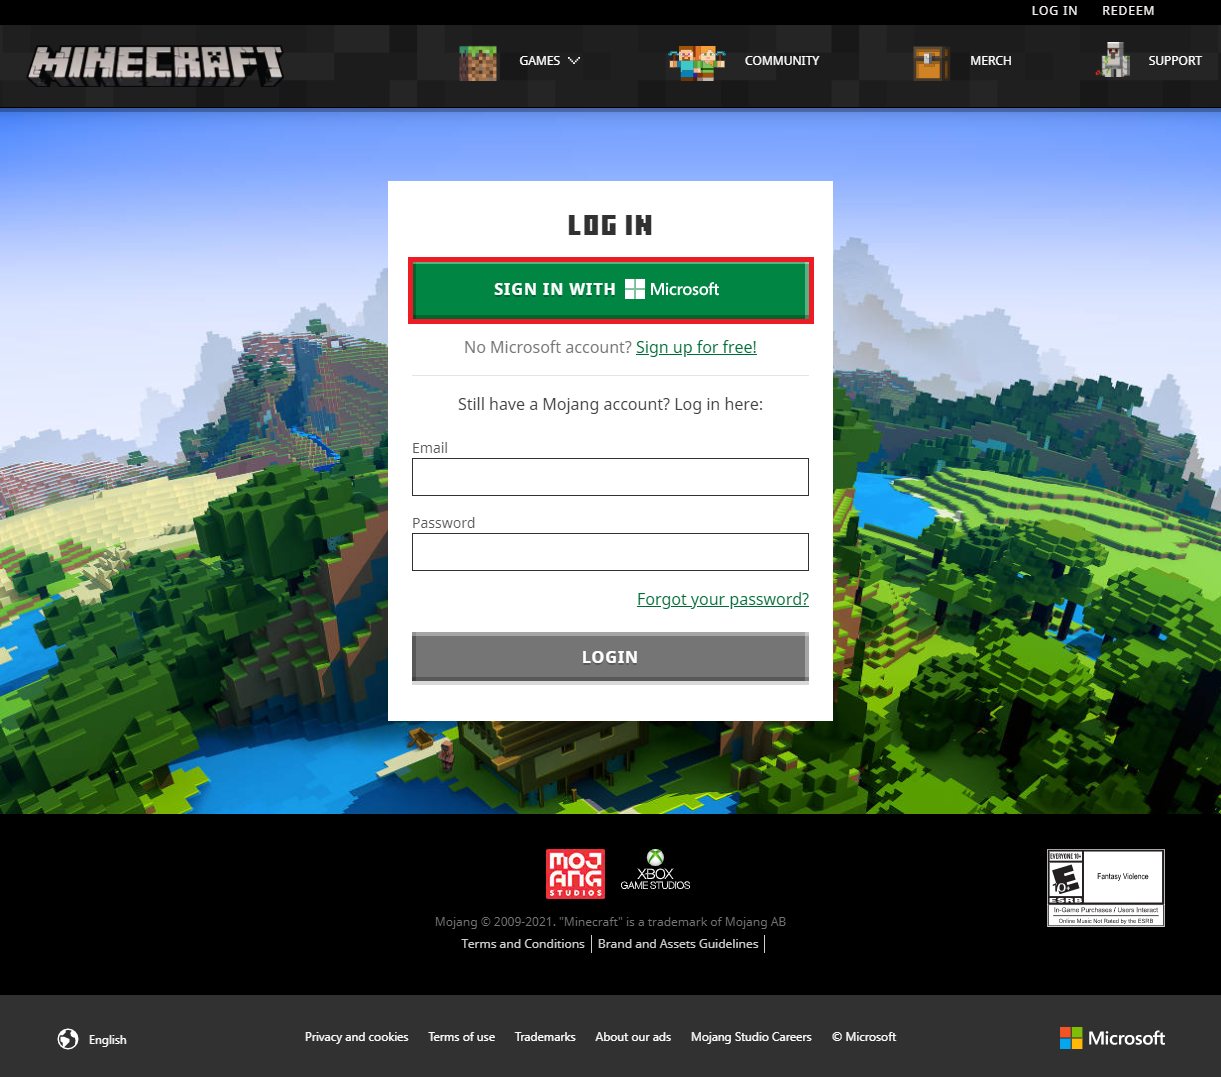 LOG IN REDEEM
MINECRAFT GAMES COMMUNITY MERCH SUPPORT
LOG IN
SIGN IN WITH Microsoft
No Microsoft account? Sign up for free!
Still have a Mojang account? Log in here:
Email
Password
Forgot your password?
LOGIN
MOJANG
STUDIOS
XBOX
GAME STUDIOS
EVERYONE 10+
E
10+
ESRB
Fantasy Violence
In-Game Purchases / Users Interact
Online Music Not Rated by the ESRB
Mojang © 2009-2021. "Minecraft" is a trademark of Mojang AB
Terms and Conditions | Brand and Assets Guidelines |
English Privacy and cookies Terms of use Trademarks About our ads Mojang Studio Careers © Microsoft Microsoft